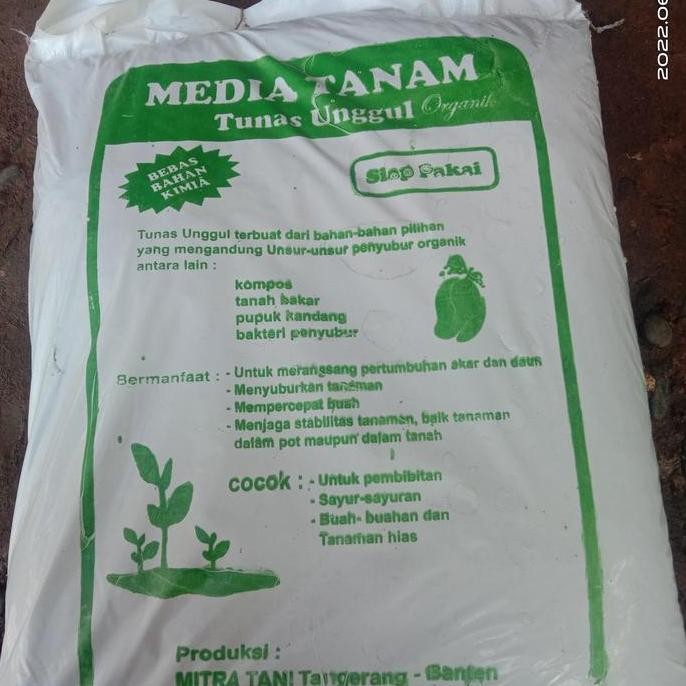 2022.06
MEDIA TANAM
Tunas Unggul Organik
BEBAS
BAHAN
KIMIA
Siap Pakai
Tunas Unggul terbuat dari bahan-bahan pilihan
yang mengandung Unsur-unsur penyubur organik
antara lain :
kompos
tanah bakar
pupuk kandang
bakteri penyubur
Bermanfaat : - Untuk merangssang pertumbuhan akar dan daun
- Menyuburkan tanaman
- Mempercepat buah
- Menjaga stabilitas tanaman, baik tanaman
dalam pot maupun dalam tanah
cocok : - Untuk pembibitan
- Sayur-sayuran
- Buah- buahan dan
Tanaman hias
Produksi :
MITRA TANI Tangerang - Banten